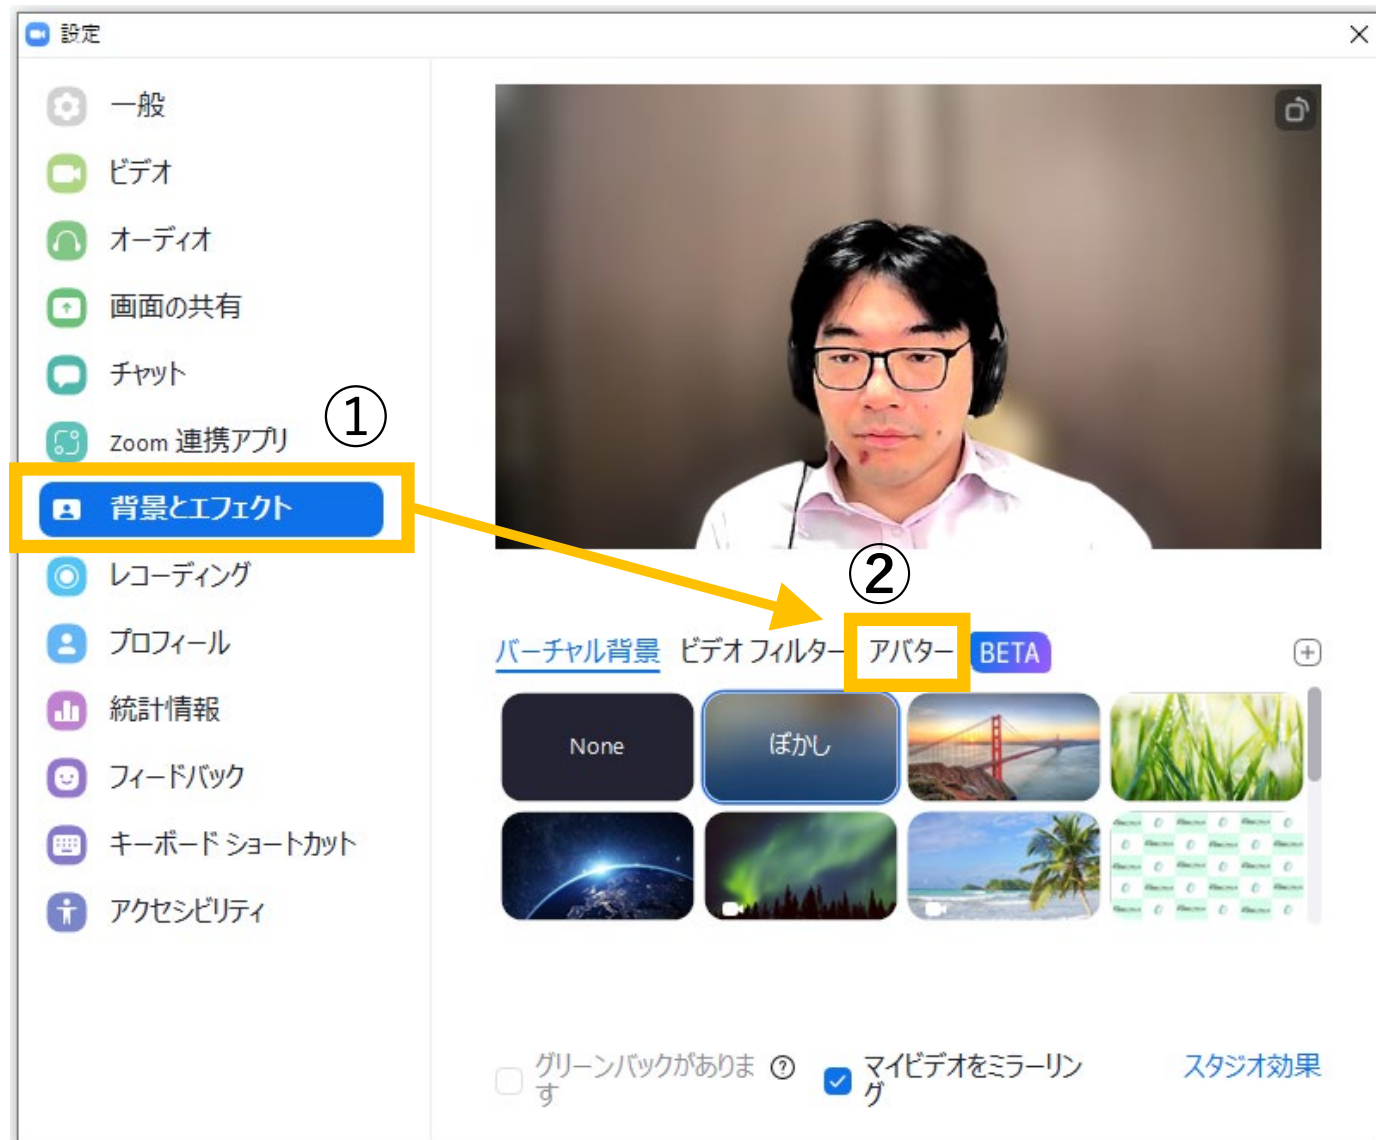 設定
一般
ビデオ
オーディオ
画面の共有
チャット
①
Zoom 連携アプリ
背景とエフェクト
レコーディング
プロフィール
統計情報
フィードバック
キーボード ショートカット
アクセシビリティ
②
バーチャル背景 ビデオ フィルター アバター BETA
None
ぼかし
グリーンバックがありま
す
マイビデオをミラーリン
グ
スタジオ効果